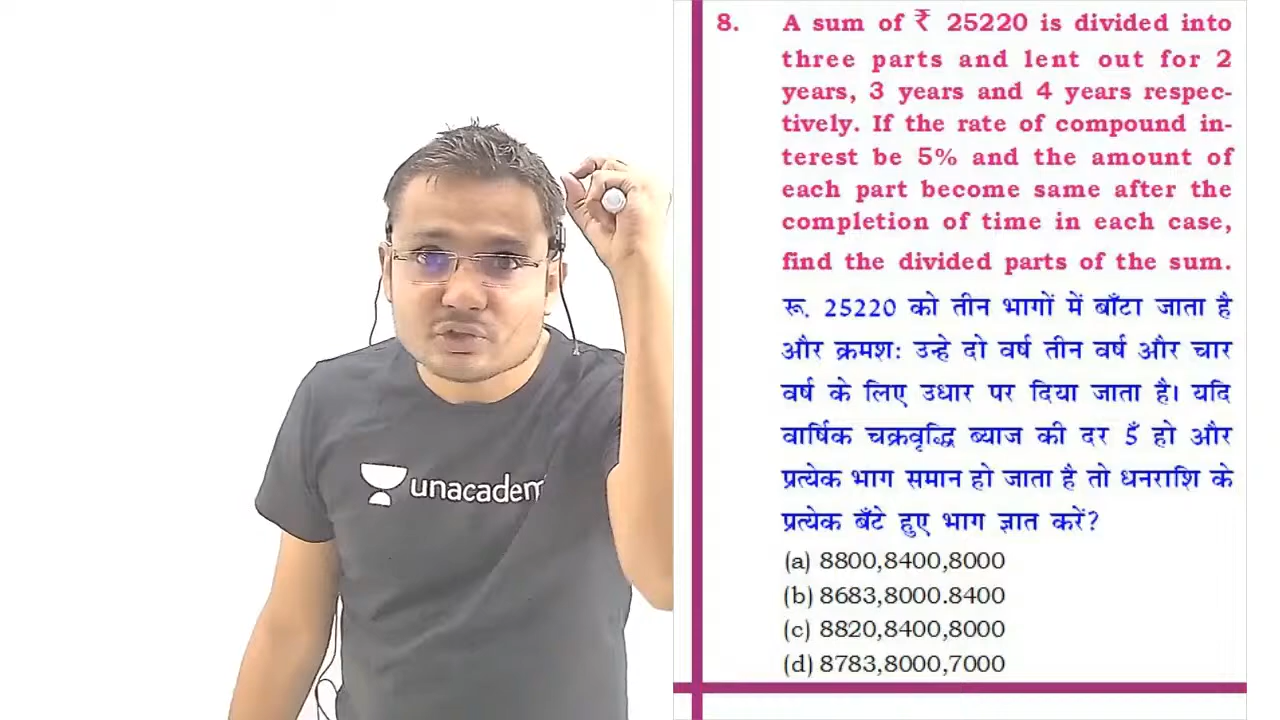 unacadem
8. A sum of ₹ 25220 is divided into
three parts and lent out for 2
years, 3 years and 4 years respec-
tively. If the rate of compound in-
terest be 5% and the amount of
each part become same after the
completion of time in each case,
find the divided parts of the sum.
रू. 25220 को तीन भागों में बाँटा जाता है
और क्रमशः उन्हे दो वर्ष तीन वर्ष और चार
वर्ष के लिए उधार पर दिया जाता है। यदि
वार्षिक चक्रवृद्धि ब्याज की दर 5ँ हो और
प्रत्येक भाग समान हो जाता है तो धनराशि के
प्रत्येक बँटे हुए भाग ज्ञात करें?
(a) 8800,8400,8000
(b) 8683,8000.8400
(c) 8820,8400,8000
(d) 8783,8000,7000